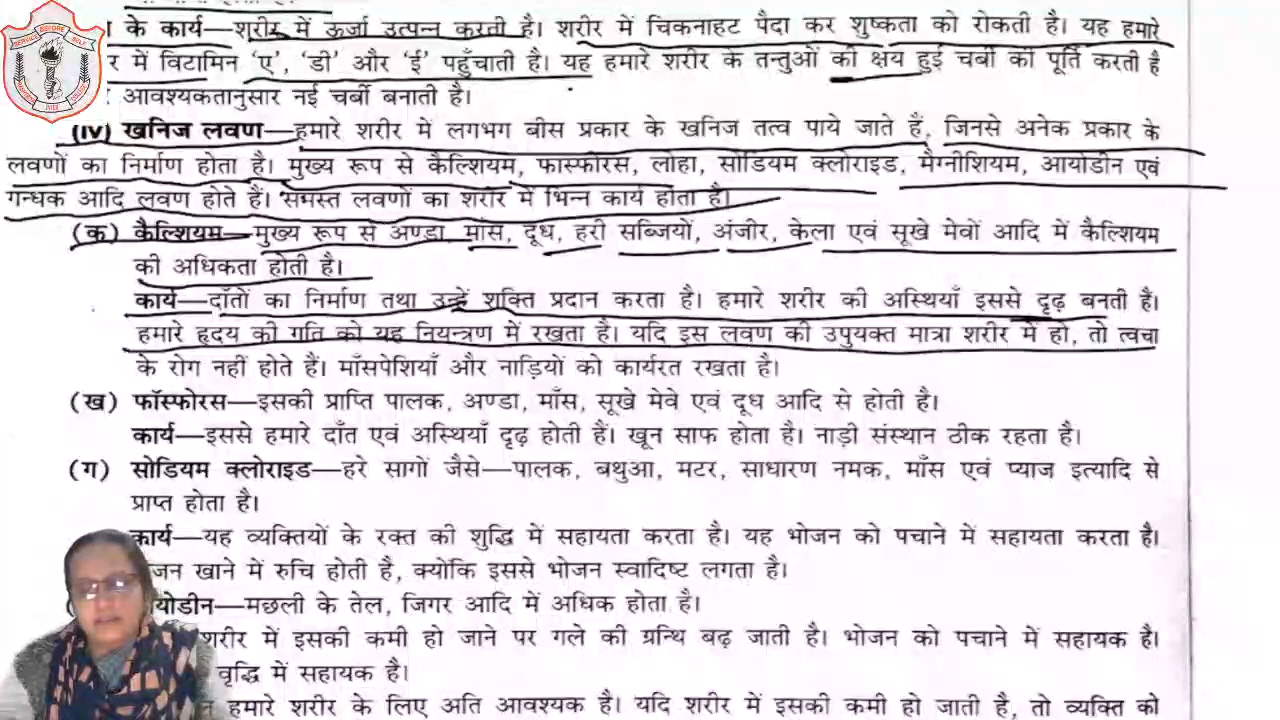 के कार्य—शरीर में ऊर्जा उत्पन्न करती है। शरीर में चिकनाहट पैदा कर शुष्कता को रोकती है। यह हमारे
र में विटामिन ‘ए’, ‘डी’ और ‘ई’ पहुँचाती है। यह हमारे शरीर के तन्तुओं की क्षय हुई चर्बी की पूर्ति करती है
आवश्यकतानुसार नई चर्बी बनाती है।
(iv) खनिज लवण—हमारे शरीर में लगभग बीस प्रकार के खनिज तत्व पाये जाते हैं, जिनसे अनेक प्रकार के
लवणों का निर्माण होता है। मुख्य रूप से कैल्शियम, फास्फोरस, लोहा, सोडियम क्लोराइड, मैग्नीशियम, आयोडीन एवं
गन्धक आदि लवण होते हैं। समस्त लवणों का शरीर में भिन्न कार्य होता है।
(क) कैल्शियम—मुख्य रूप से अण्डा, माँस, दूध, हरी सब्जियों, अंजीर, केला एवं सूखे मेवों आदि में कैल्शियम
की अधिकता होती है।
कार्य—दाँतों का निर्माण तथा उन्हें शक्ति प्रदान करता है। हमारे शरीर की अस्थियाँ इससे दृढ़ बनती हैं।
हमारे हृदय की गति को यह नियन्त्रण में रखता है। यदि इस लवण की उपुयक्त मात्रा शरीर में हो, तो त्वचा
के रोग नहीं होते हैं। माँसपेशियाँ और नाड़ियों को कार्यरत रखता है।
(ख) फॉस्फोरस—इसकी प्राप्ति पालक, अण्डा, माँस, सूखे मेवे एवं दूध आदि से होती है।
कार्य—इससे हमारे दाँत एवं अस्थियाँ दृढ़ होती हैं। खून साफ होता है। नाड़ी संस्थान ठीक रहता है।
(ग) सोडियम क्लोराइड—हरे सागों जैसे—पालक, बथुआ, मटर, साधारण नमक, माँस एवं प्याज इत्यादि से
प्राप्त होता है।
कार्य—यह व्यक्तियों के रक्त की शुद्धि में सहायता करता है। यह भोजन को पचाने में सहायता करता है।
जन खाने में रुचि होती है, क्योंकि इससे भोजन स्वादिष्ट लगता है।
योडीन—मछली के तेल, जिगर आदि में अधिक होता है।
शरीर में इसकी कमी हो जाने पर गले की ग्रन्थि बढ़ जाती है। भोजन को पचाने में सहायक है।
वृद्धि में सहायक है।
हमारे शरीर के लिए अति आवश्यक है। यदि शरीर में इसकी कमी हो जाती है, तो व्यक्ति को